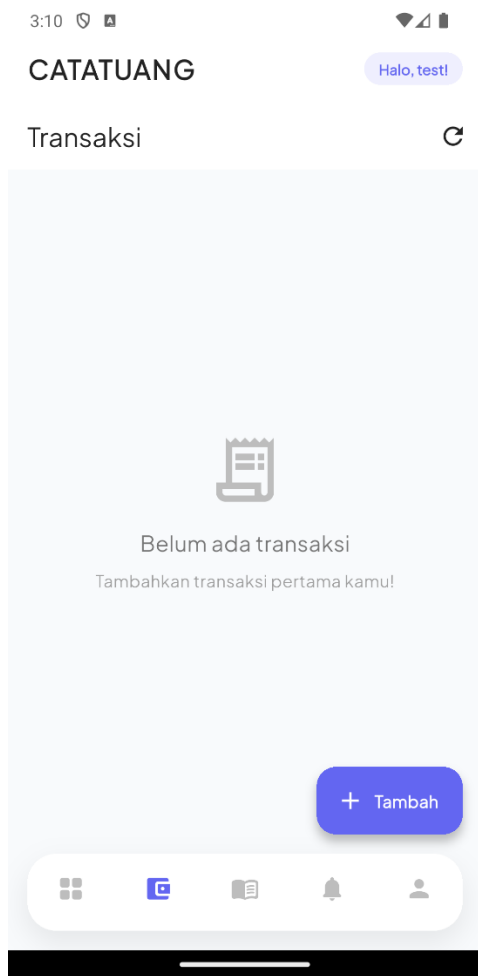 3:10
CATATUANG
Halo, test!
Transaksi
Belum ada transaksi
Tambahkan transaksi pertama kamu!
+ Tambah